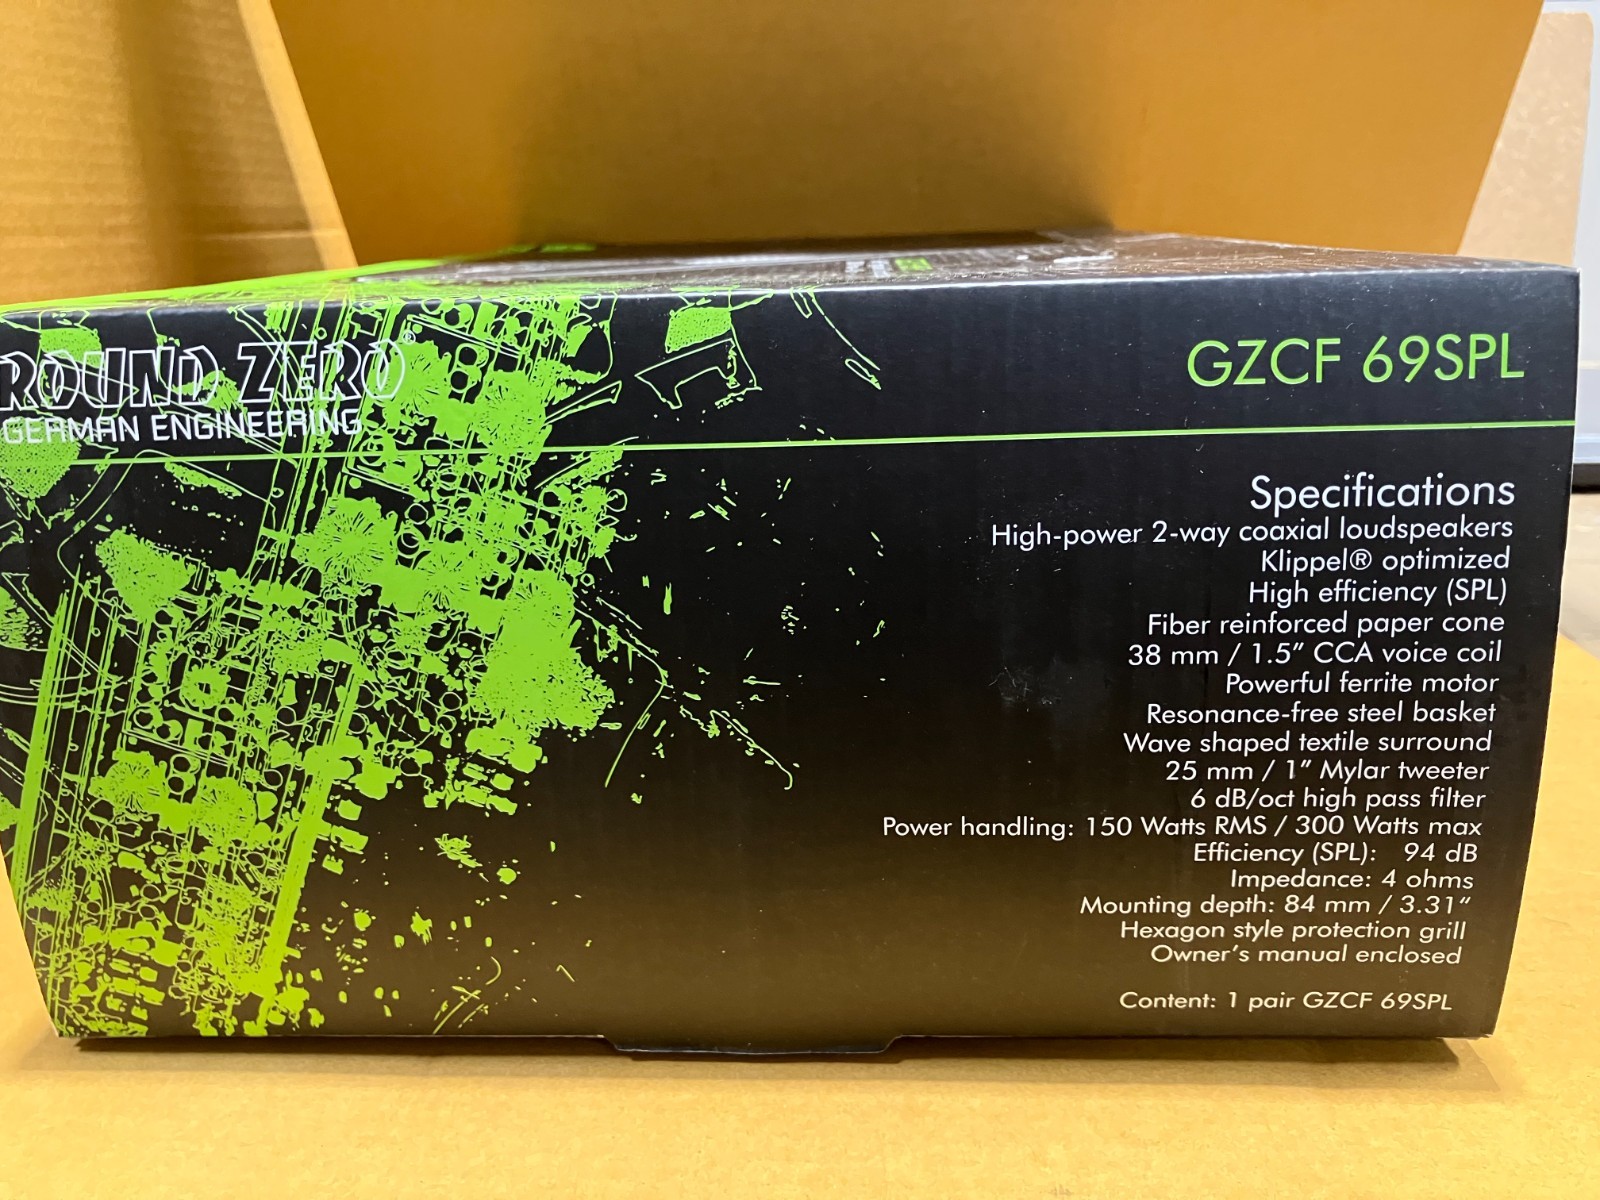 ROUND ZERO®
GERMAN ENGINEERING
GZCF 69SPL
Specifications
High-power 2-way coaxial loudspeakers
Klippel® optimized
High efficiency (SPL)
Fiber reinforced paper cone
38 mm / 1.5" CCA voice coil
Powerful ferrite motor
Resonance-free steel basket
Wave shaped textile surround
25 mm / 1" Mylar tweeter
6 dB/oct high pass filter
Power handling: 150 Watts RMS / 300 Watts max
Efficiency (SPL): 94 dB
Impedance: 4 ohms
Mounting depth: 84 mm / 3.31"
Hexagon style protection grill
Owner's manual enclosed
Content: 1 pair GZCF 69SPL